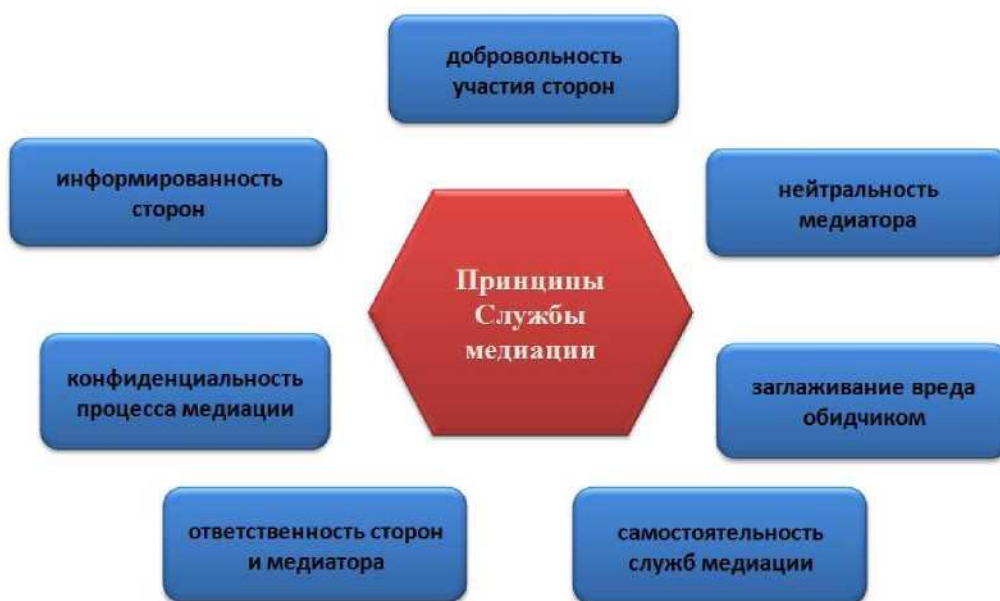 добровольность
участия сторон
информированность
сторон
нейтральность
медиатора
Принципы
Службы
медиации
конфиденциальность
процесса медиации
заглаживание вреда
обидчиком
ответственность сторон
и медиатора
самостоятельность
служб медиации